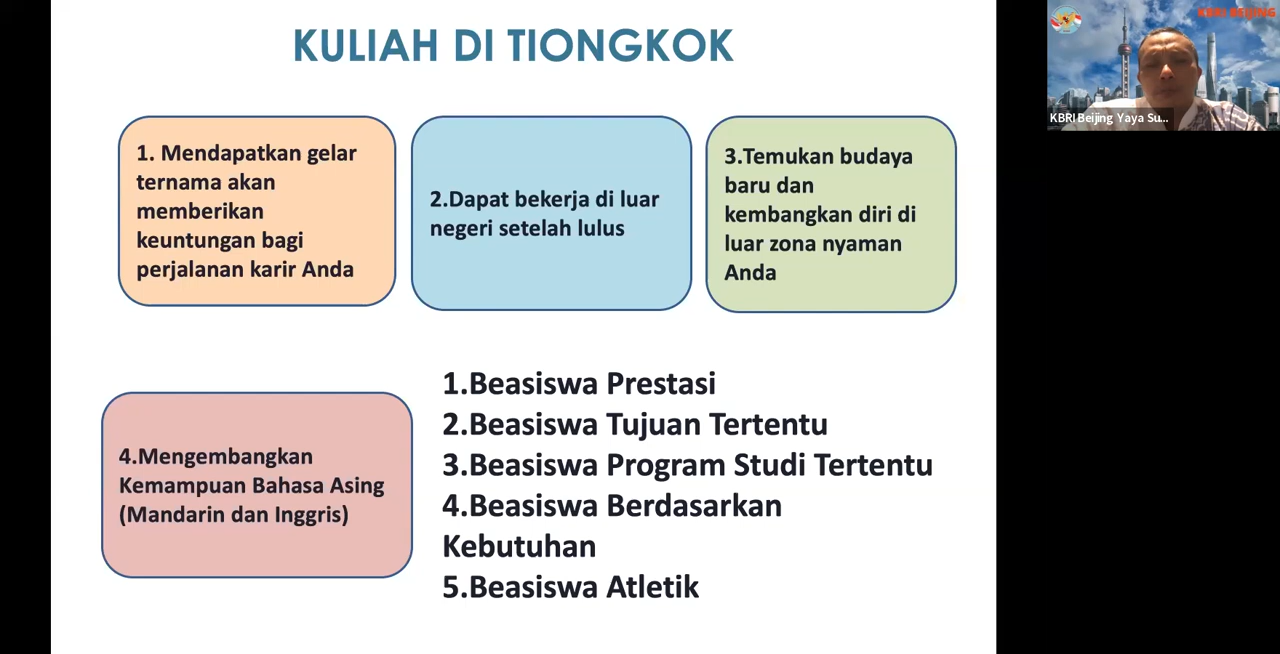 KULIAH DI TIONGKOK
1. Mendapatkan gelar
ternama akan
memberikan
keuntungan bagi
perjalanan karir Anda
2.Dapat bekerja di luar
negeri setelah lulus
3.Temukan budaya
baru dan
kembangkan diri di
luar zona nyaman
Anda
4.Mengembangkan
Kemampuan Bahasa Asing
(Mandarin dan Inggris)
1.Beasiswa Prestasi
2.Beasiswa Tujuan Tertentu
3.Beasiswa Program Studi Tertentu
4.Beasiswa Berdasarkan
Kebutuhan
5.Beasiswa Atletik
KBRI BEIJING
KBRI Beijing Yaya Su...